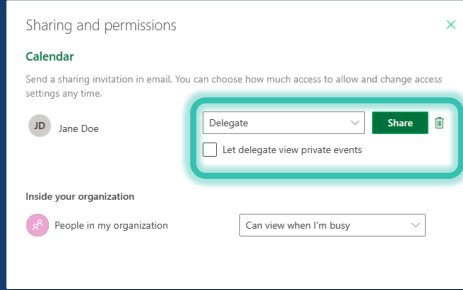 Sharing and permissions
Calendar
Send a sharing invitation in email. You can choose how much access to allow and change access
settings any time.
JD Jane Doe
Delegate
Share
Let delegate view private events
Inside your organization
People in my organization
Can view when I'm busy